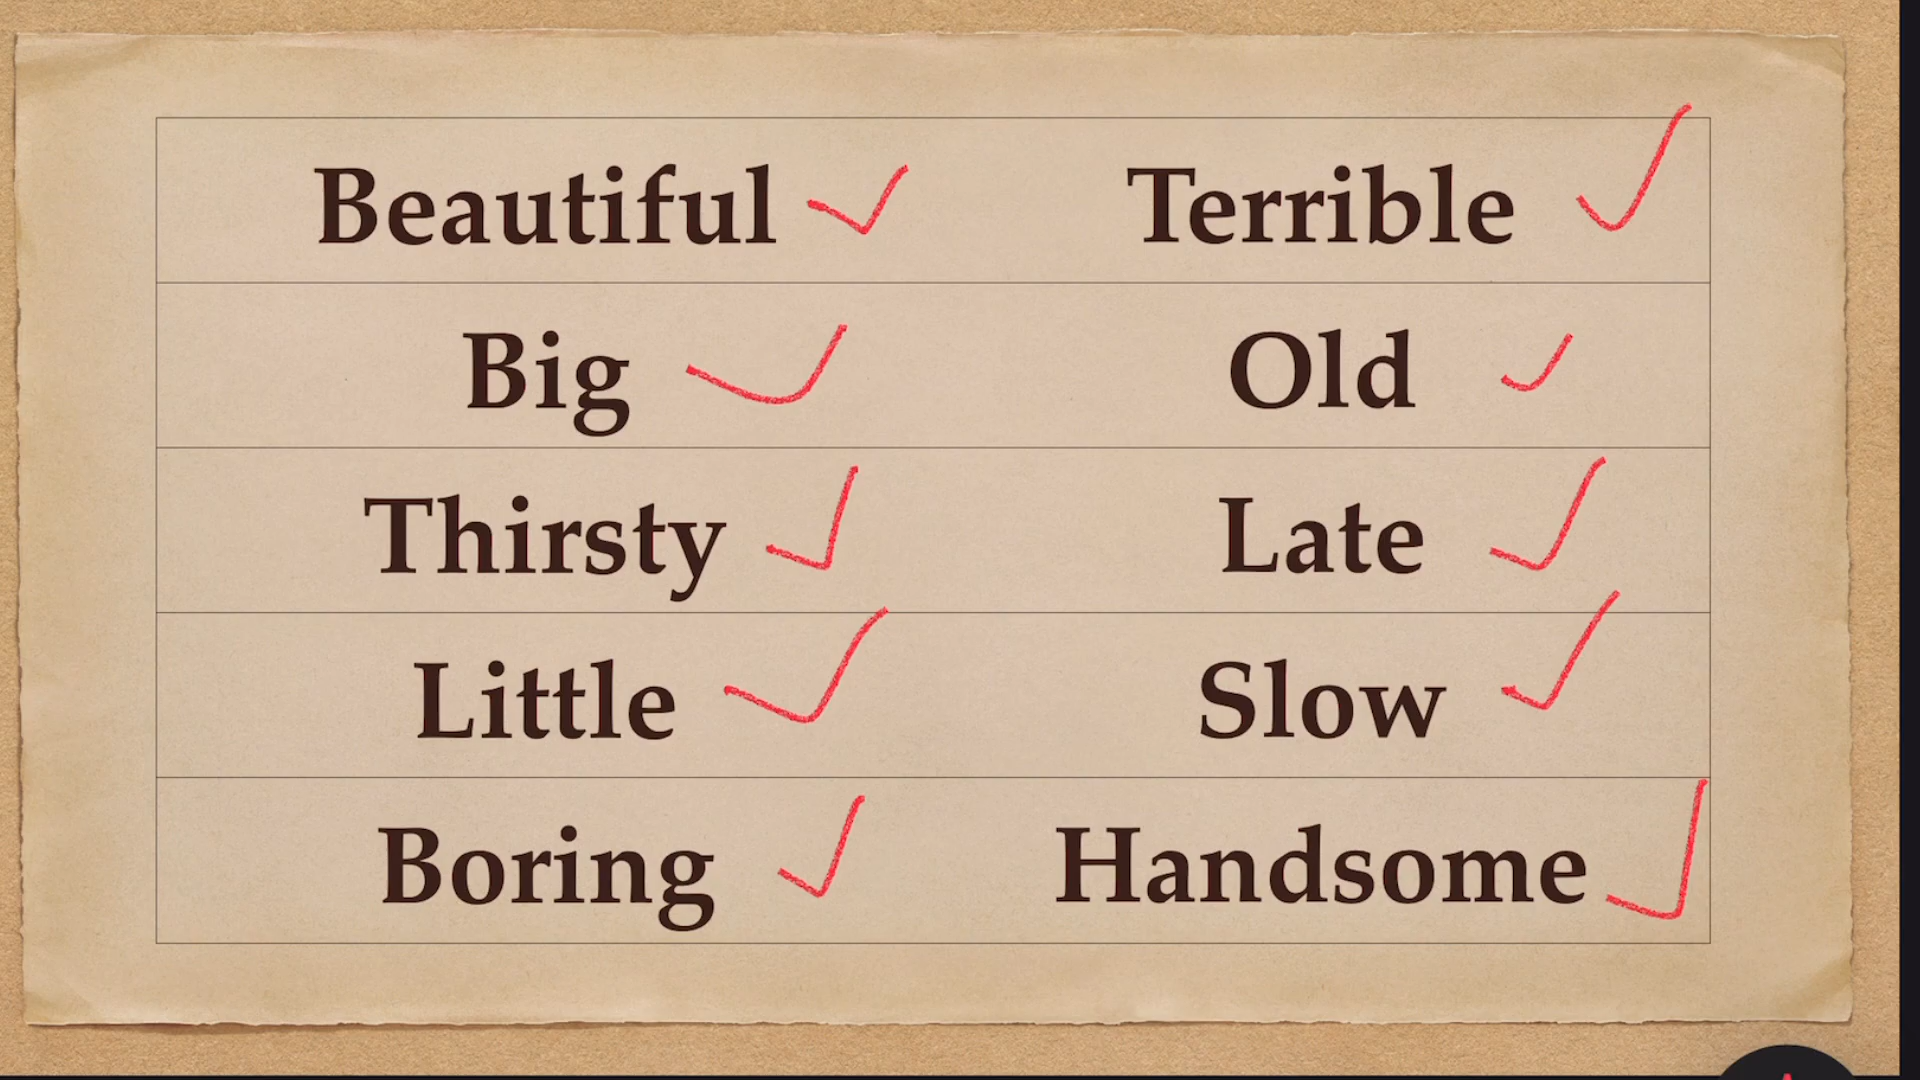 Beautiful Terrible
Big Old
Thirsty Late
Little Slow
Boring Handsome